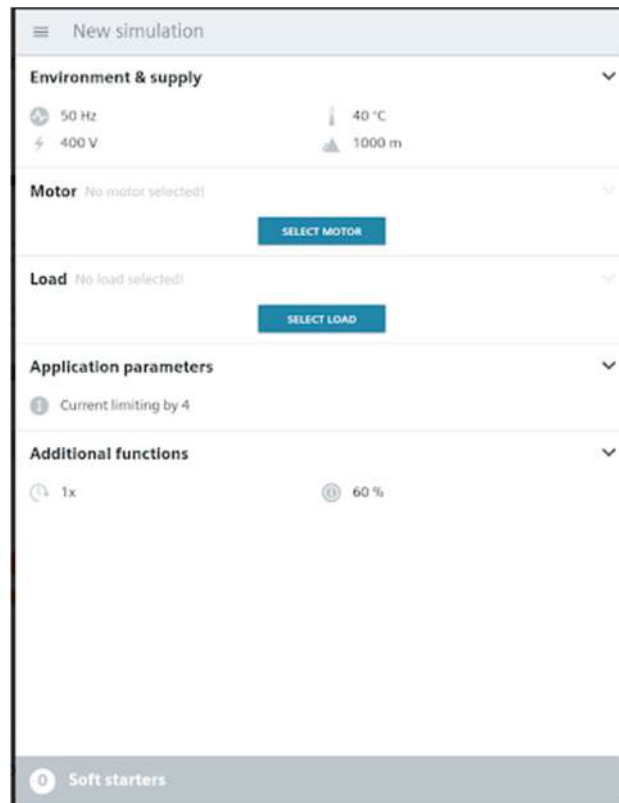 New simulation
Environment & supply
50 Hz
40 °C
400 V
1000 m
Motor No motor selected!
SELECT MOTOR
Load No load selected!
SELECT LOAD
Application parameters
Current limiting by 4
Additional functions
1x
60 %
0 Soft starters